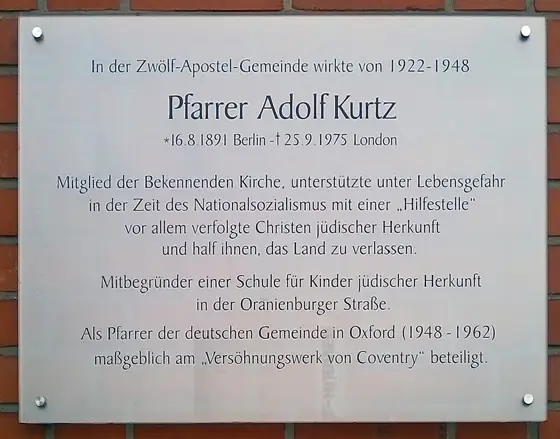 In der Zwölf-Apostel-Gemeinde wirkte von 1922-1948
Pfarrer Adolf Kurtz
*16.8.1891 Berlin -† 25.9.1975 London
Mitglied der Bekennenden Kirche, unterstützte unter Lebensgefahr
in der Zeit des Nationalsozialismus mit einer „Hilfestelle“
vor allem verfolgte Christen jüdischer Herkunft
und half ihnen, das Land zu verlassen.
Mitbegründer einer Schule für Kinder jüdischer Herkunft
in der Oranienburger Straße.
Als Pfarrer der deutschen Gemeinde in Oxford (1948 - 1962)
maßgeblich am „Versöhnungswerk von Coventry“ beteiligt.